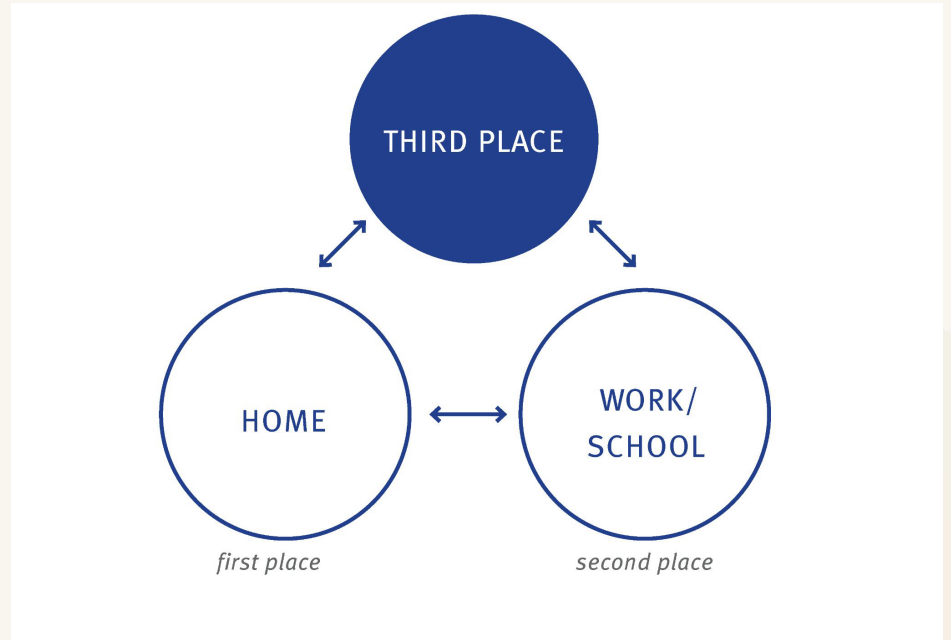 THIRD PLACE
HOME
WORK/
SCHOOL
first place
second place